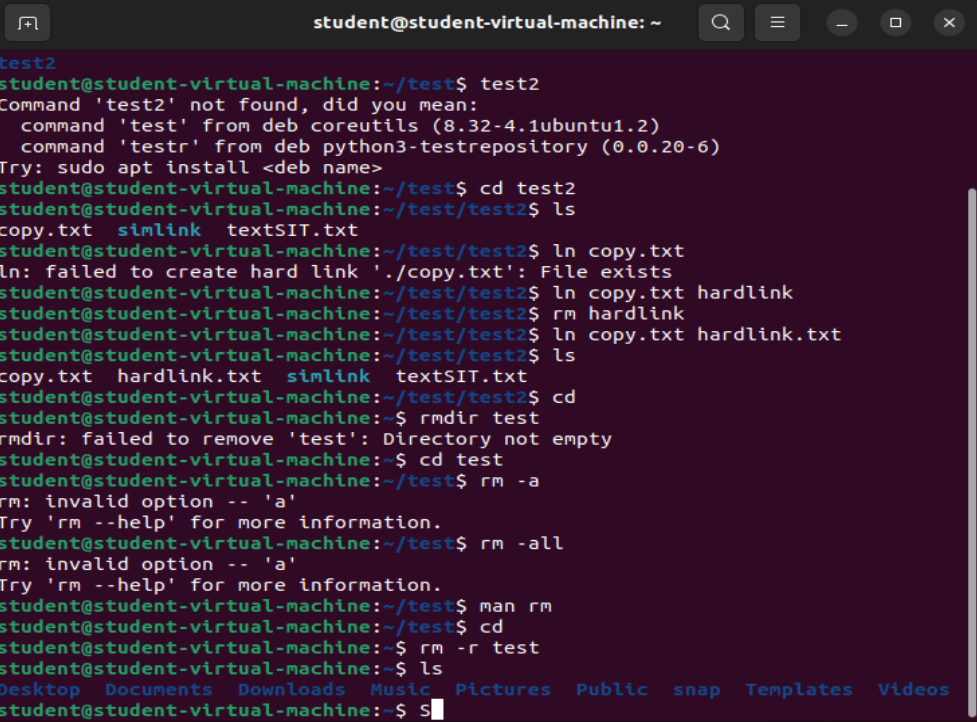 student@student-virtual-machine: ~
test2
student@student-virtual-machine:~/test$ test2
Command 'test2' not found, did you mean:
  command 'test' from deb coreutils (8.32-4.1ubuntu1.2)
  command 'testr' from deb python3-testrepository (0.0.20-6)
Try: sudo apt install <deb name>
student@student-virtual-machine:~/test$ cd test2
student@student-virtual-machine:~/test/test2$ ls
copy.txt  simlink  textSIT.txt
student@student-virtual-machine:~/test/test2$ ln copy.txt
ln: failed to create hard link './copy.txt': File exists
student@student-virtual-machine:~/test/test2$ ln copy.txt hardlink
student@student-virtual-machine:~/test/test2$ rm hardlink
student@student-virtual-machine:~/test/test2$ ln copy.txt hardlink.txt
student@student-virtual-machine:~/test/test2$ ls
copy.txt  hardlink.txt  simlink  textSIT.txt
student@student-virtual-machine:~/test/test2$ cd
student@student-virtual-machine:~$ rmdir test
rmdir: failed to remove 'test': Directory not empty
student@student-virtual-machine:~$ cd test
student@student-virtual-machine:~/test$ rm -a
rm: invalid option -- 'a'
Try 'rm --help' for more information.
student@student-virtual-machine:~/test$ rm -all
rm: invalid option -- 'a'
Try 'rm --help' for more information.
student@student-virtual-machine:~/test$ man rm
student@student-virtual-machine:~/test$ cd
student@student-virtual-machine:~$ rm -r test
student@student-virtual-machine:~$ ls
Desktop  Documents  Downloads  Music  Pictures  Public  snap  Templates  Videos
student@student-virtual-machine:~$ S